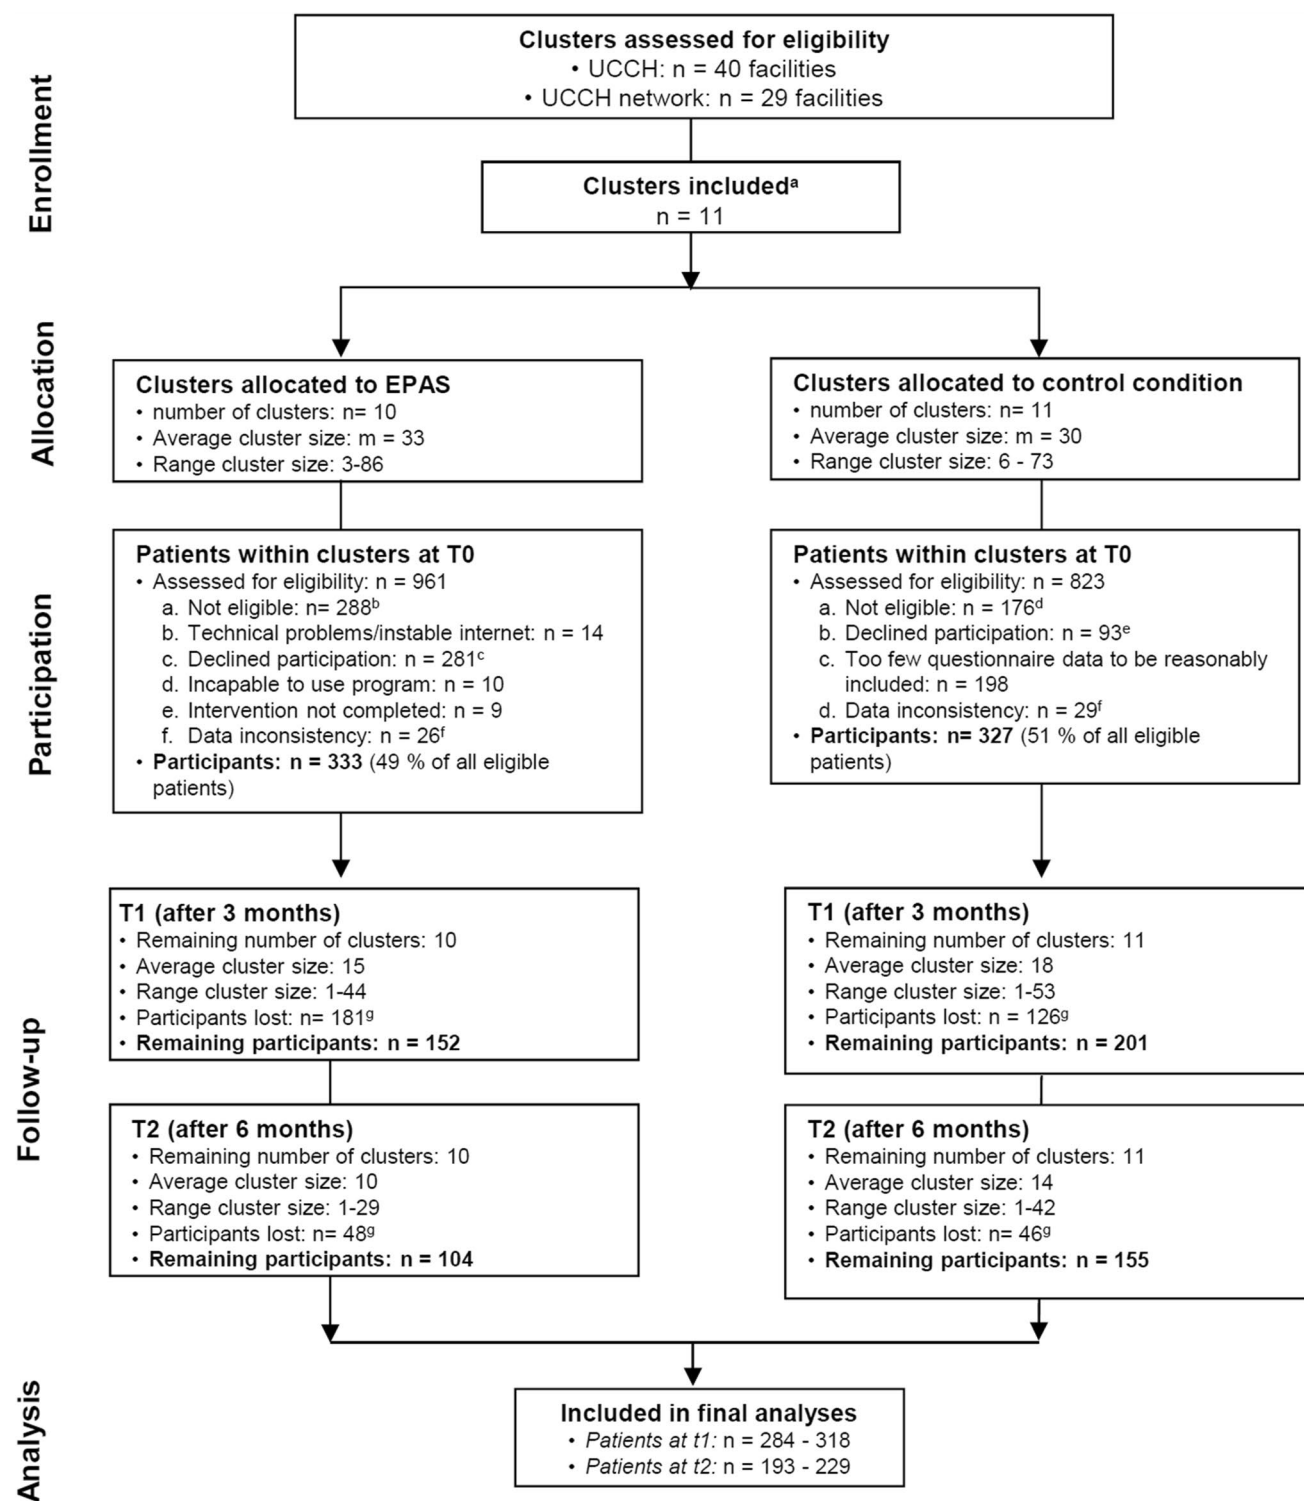 Enrollment
Clusters assessed for eligibility
• UCCH: n = 40 facilities
• UCCH network: n = 29 facilities
Clusters includedᵃ
n = 11
Allocation
Clusters allocated to EPAS
• number of clusters: n= 10
• Average cluster size: m = 33
• Range cluster size: 3-86
Clusters allocated to control condition
• number of clusters: n= 11
• Average cluster size: m = 30
• Range cluster size: 6 - 73
Participation
Patients within clusters at T0
• Assessed for eligibility: n = 961
a. Not eligible: n= 288ᵇ
b. Technical problems/instable internet: n = 14
c. Declined participation: n = 281ᶜ
d. Incapable to use program: n = 10
e. Intervention not completed: n = 9
f. Data inconsistency: n = 26ᶠ
• Participants: n = 333 (49 % of all eligible
patients)
Patients within clusters at T0
• Assessed for eligibility: n = 823
a. Not eligible: n = 176ᵈ
b. Declined participation: n = 93ᵉ
c. Too few questionnaire data to be reasonably
included: n = 198
d. Data inconsistency: n = 29ᶠ
• Participants: n= 327 (51 % of all eligible
patients)
Follow-up
T1 (after 3 months)
• Remaining number of clusters: 10
• Average cluster size: 15
• Range cluster size: 1-44
• Participants lost: n= 181ᵍ
• Remaining participants: n = 152
T1 (after 3 months)
• Remaining number of clusters: 11
• Average cluster size: 18
• Range cluster size: 1-53
• Participants lost: n = 126ᵍ
• Remaining participants: n = 201
T2 (after 6 months)
• Remaining number of clusters: 10
• Average cluster size: 10
• Range cluster size: 1-29
• Participants lost: n= 48ᵍ
• Remaining participants: n = 104
T2 (after 6 months)
• Remaining number of clusters: 11
• Average cluster size: 14
• Range cluster size: 1-42
• Participants lost: n= 46ᵍ
• Remaining participants: n = 155
Analysis
Included in final analyses
• Patients at t1: n = 284 - 318
• Patients at t2: n = 193 - 229